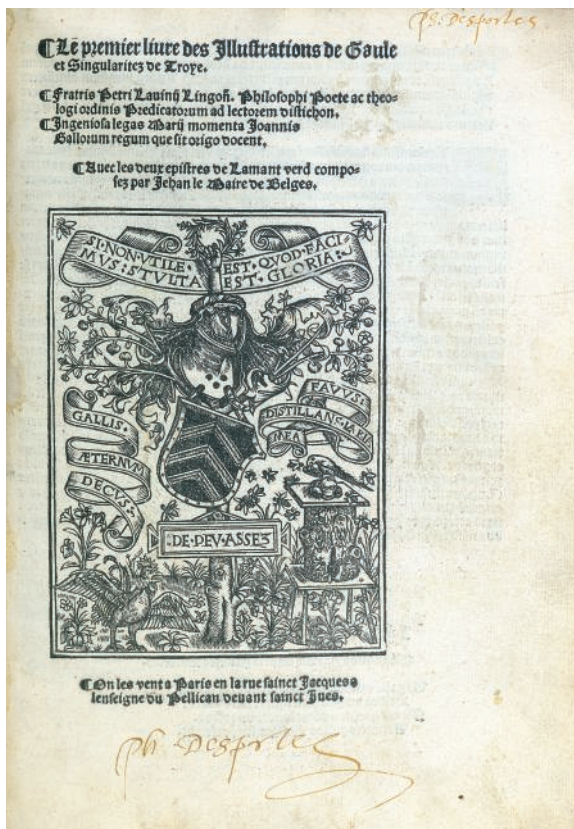 Ph. Desportes
¶ Le premier liure des Illustrations de Gaule
et Singularitez de Troye.
¶ Fratris Petri Lauinij Lingoñ. Philosophi Poete ac theo-
logi ordinis Predicatorum ad lectorem distichon.
¶ Ingeniosa legas Marij momenta Joannis
Gallorum regum que sit origo docent.
¶ Auec les deux epistres de Lamant verd compo-
sez par Jehan le Maire de Belges.
SI·NON·VTILE· EST·QVOD·FACI-
MVS:STVLTA EST·GLORIA:
GALLIS·
ÆTERNVM
DECVS:
FAVVS:
DISTILLANS·LABIA
MEA
:DE·PEV·ASSEZ
¶ On les vent a Paris en la rue sainct Jacques a
lenseigne du Pellican deuant sainct Jues.
Ph. Desportes